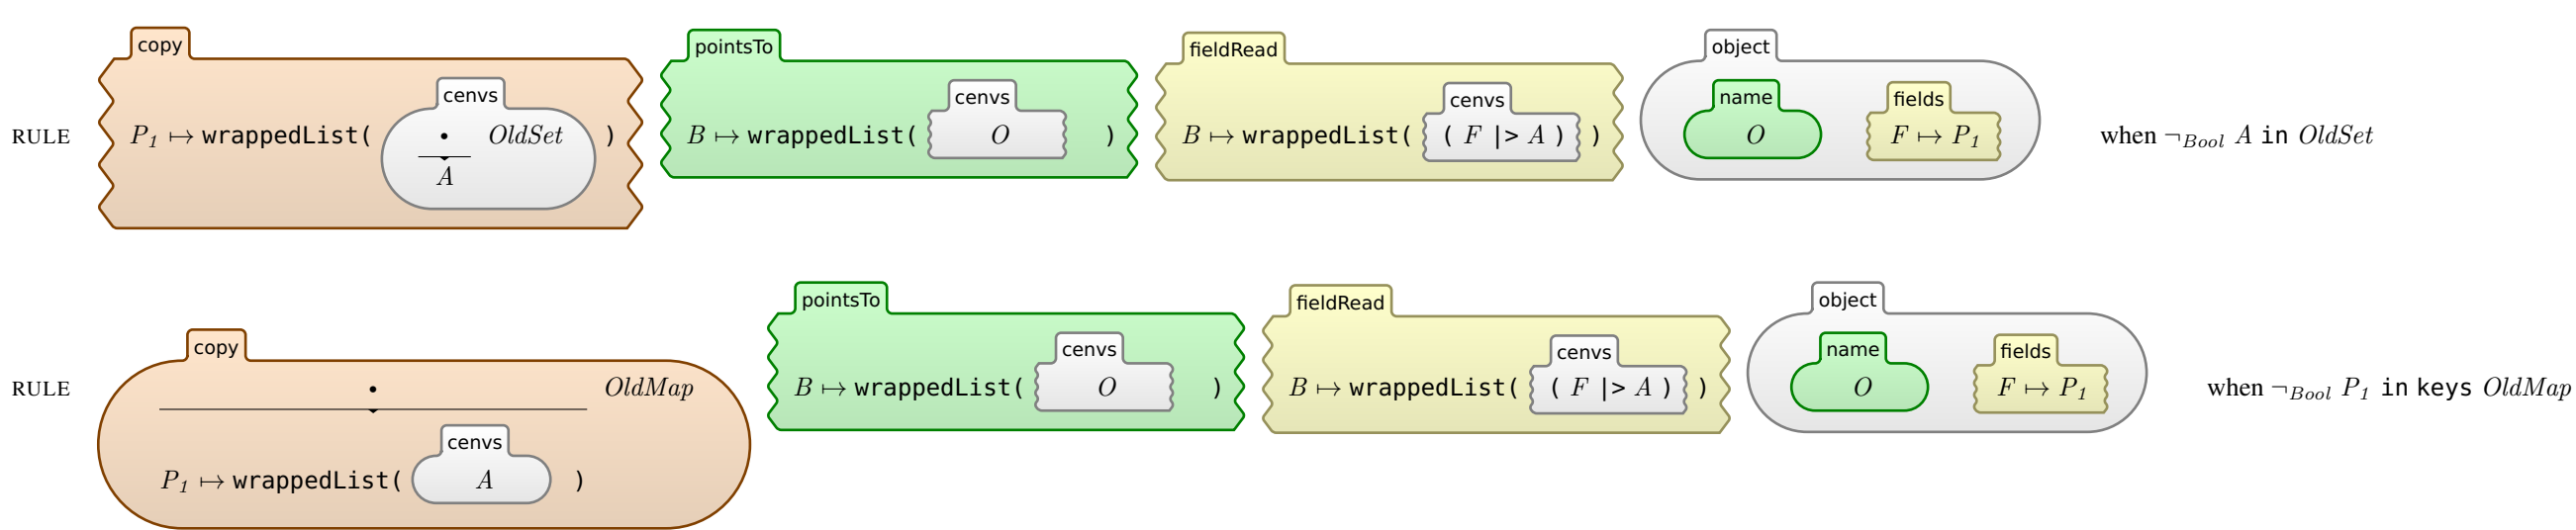 copy pointsTo fieldRead object
cenvs cenvs cenvs name fields
RULE P₁ ↦ wrappedList( • OldSet ) B ↦ wrappedList( O ) B ↦ wrappedList( ( F |> A ) ) O F ↦ P₁ when ¬Bool A in OldSet
A
pointsTo fieldRead object
copy cenvs cenvs name fields
RULE • OldMap B ↦ wrappedList( O ) B ↦ wrappedList( ( F |> A ) ) O F ↦ P₁ when ¬Bool P₁ in keys OldMap
cenvs
P₁ ↦ wrappedList( A )